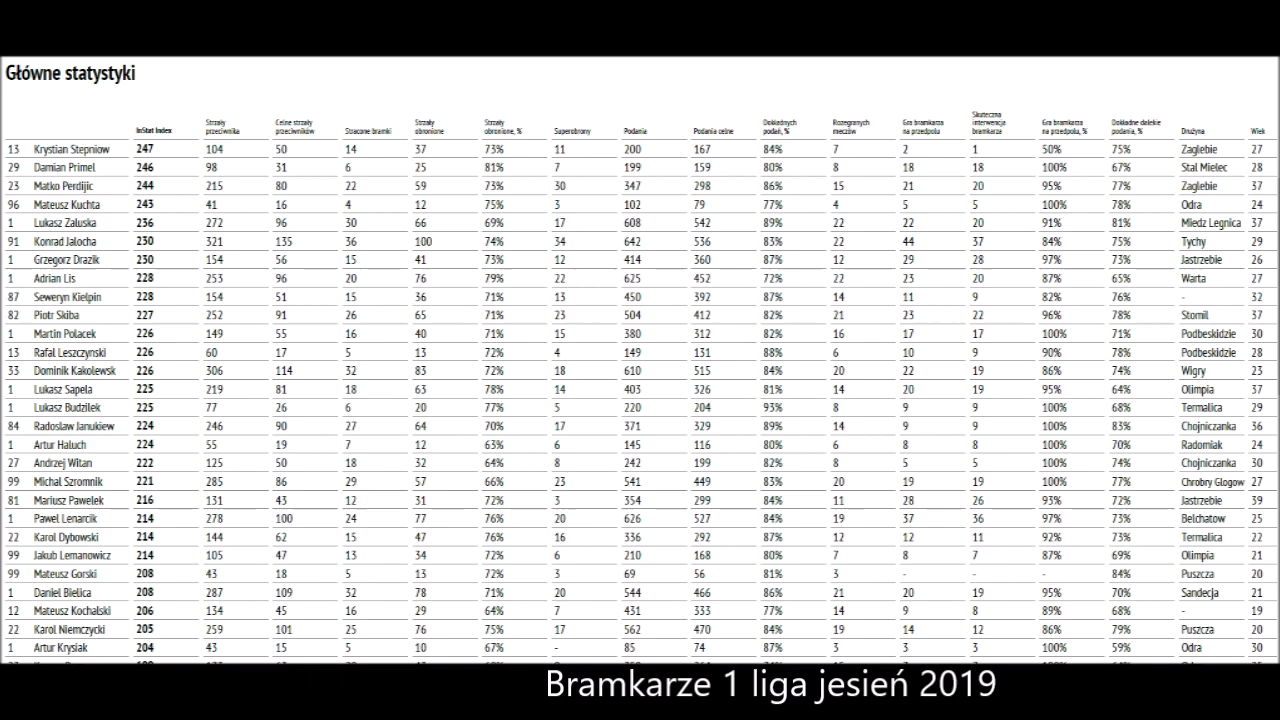 Główne statystyki
InStat Index Strzały przeciwnika Celne strzały przeciwników Stracone bramki Strzały obronione Strzały obronione, % Superobrony Podania Podania celne Dokładnych podań, % Rozegranych meczów Gra bramkarza na przedpolu Skuteczna interwencja bramkarza Gra bramkarza na przedpolu, % Dokładne dalekie podania, % Drużyna Wiek
13 Krystian Stepniow 247 104 50 14 37 73% 11 200 167 84% 7 2 1 50% 75% Zaglebie 27
29 Damian Primel 246 98 31 6 25 81% 7 199 159 80% 8 18 18 100% 67% Stal Mielec 28
23 Matko Perdijic 244 215 80 22 59 73% 30 347 298 86% 15 21 20 95% 77% Zaglebie 37
96 Mateusz Kuchta 243 41 16 4 12 75% 3 102 79 77% 4 5 5 100% 78% Odra 24
1 Lukasz Zaluska 236 272 96 30 66 69% 17 608 542 89% 22 22 20 91% 81% Miedz Legnica 37
91 Konrad Jalocha 230 321 135 36 100 74% 34 642 536 83% 22 44 37 84% 75% Tychy 29
1 Grzegorz Drazik 230 154 56 15 41 73% 12 414 360 87% 12 29 28 97% 73% Jastrzebie 26
1 Adrian Lis 228 253 96 20 76 79% 22 625 452 72% 22 23 20 87% 65% Warta 27
87 Seweryn Kielpin 228 154 51 15 36 71% 13 450 392 87% 14 11 9 82% 76% - 32
82 Piotr Skiba 227 252 91 26 65 71% 23 504 412 82% 21 23 22 96% 78% Stomil 37
1 Martin Polacek 226 149 55 16 40 71% 15 380 312 82% 16 17 17 100% 71% Podbeskidzie 30
13 Rafal Leszczynski 226 60 17 5 13 72% 4 149 131 88% 6 10 9 90% 78% Podbeskidzie 28
33 Dominik Kakolewsk 226 306 114 32 83 72% 18 610 515 84% 20 22 19 86% 74% Wigry 23
1 Lukasz Sapela 225 219 81 18 63 78% 14 403 326 81% 14 20 19 95% 64% Olimpia 37
1 Lukasz Budzilek 225 77 26 6 20 77% 5 220 204 93% 8 9 9 100% 68% Termalica 29
84 Radoslaw Janukiew 224 246 90 27 64 70% 17 371 329 89% 14 9 9 100% 83% Chojniczanka 36
1 Artur Haluch 224 55 19 7 12 63% 6 145 116 80% 6 8 8 100% 70% Radomiak 24
27 Andrzej Witan 222 125 50 18 32 64% 8 242 199 82% 8 5 5 100% 74% Chojniczanka 30
99 Michal Szromnik 221 285 86 29 57 66% 23 541 449 83% 20 19 19 100% 77% Chrobry Glogow 27
81 Mariusz Pawelek 216 131 43 12 31 72% 3 354 299 84% 11 28 26 93% 72% Jastrzebie 39
1 Pawel Lenarcik 214 278 100 24 77 76% 20 626 527 84% 19 37 36 97% 73% Belchatow 25
22 Karol Dybowski 214 144 62 15 47 76% 16 336 292 87% 12 12 11 92% 73% Termalica 22
99 Jakub Lemanowicz 214 105 47 13 34 72% 6 210 168 80% 7 8 7 87% 69% Olimpia 21
99 Mateusz Gorski 208 43 18 5 13 72% 3 69 56 81% 3 - - - 84% Puszcza 20
1 Daniel Bielica 208 287 109 32 78 71% 20 544 466 86% 21 20 19 95% 70% Sandecja 21
12 Mateusz Kochalski 206 134 45 16 29 64% 7 431 333 77% 14 9 8 89% 68% - 19
22 Karol Niemczycki 205 259 101 25 76 75% 17 562 470 84% 19 14 12 86% 79% Puszcza 20
1 Artur Krysiak 204 43 15 5 10 67% - 85 74 87% 3 3 3 100% 59% Odra 30
Bramkarze 1 liga jesień 2019